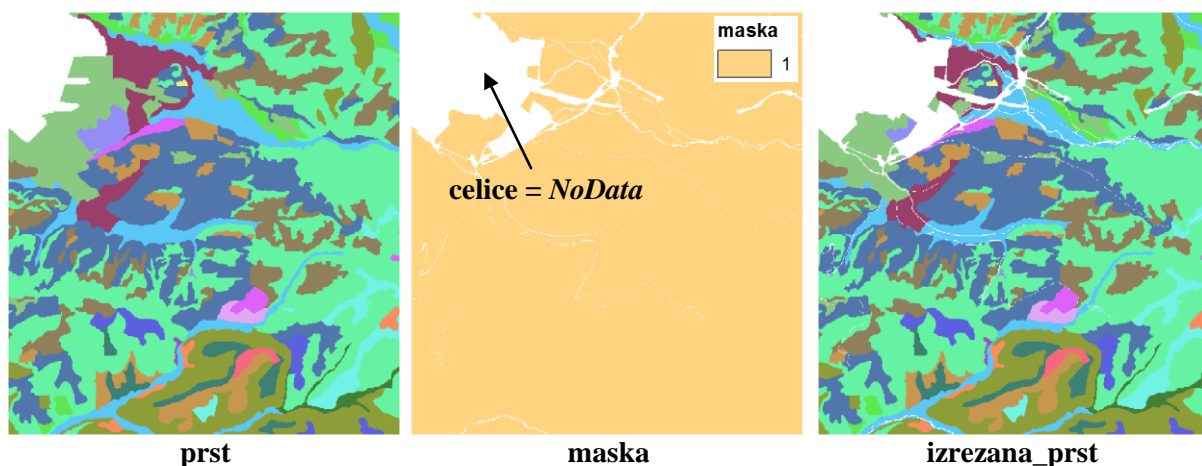 maska
1
celice = NoData
prst
maska
izrezana_prst